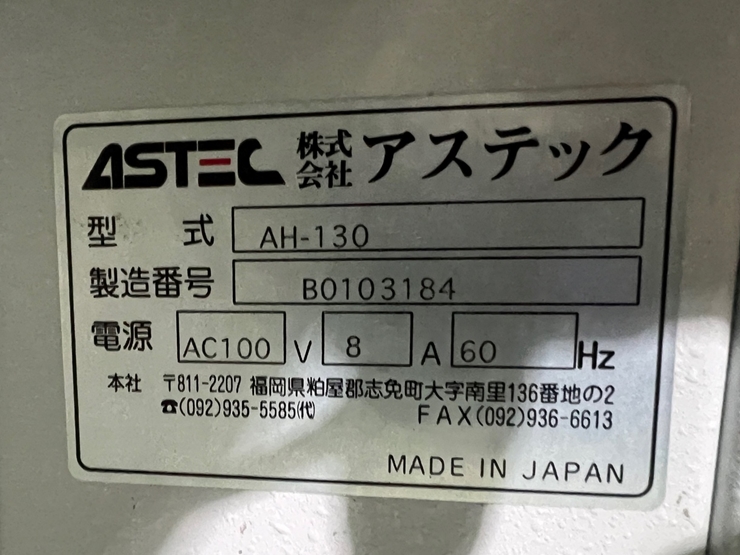 ASTEC 株式会社 アステック
型 式 AH-130
製造番号 B0103184
電源 AC100 V 8 A 60 Hz
本社 〒811-2207 福岡県粕屋郡志免町大字南里136番地の2
☎(092)935-5585㈹ FAX(092)936-6613
MADE IN JAPAN